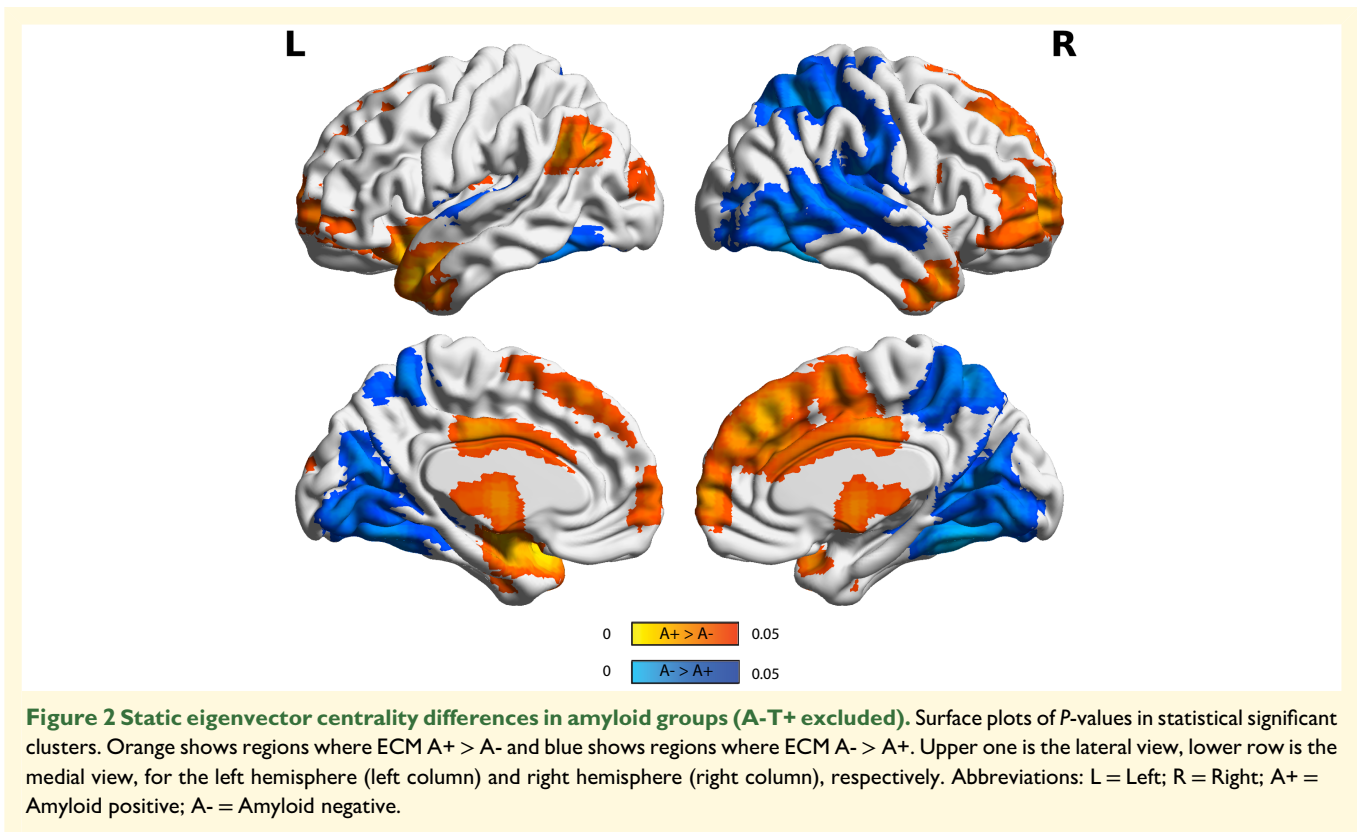 L
R
0 A+ > A- 0.05
0 A- > A+ 0.05
Figure 2 Static eigenvector centrality differences in amyloid groups (A-T+ excluded). Surface plots of P-values in statistical significant
clusters. Orange shows regions where ECM A+ > A- and blue shows regions where ECM A- > A+. Upper one is the lateral view, lower row is the
medial view, for the left hemisphere (left column) and right hemisphere (right column), respectively. Abbreviations: L = Left; R = Right; A+ =
Amyloid positive; A- = Amyloid negative.